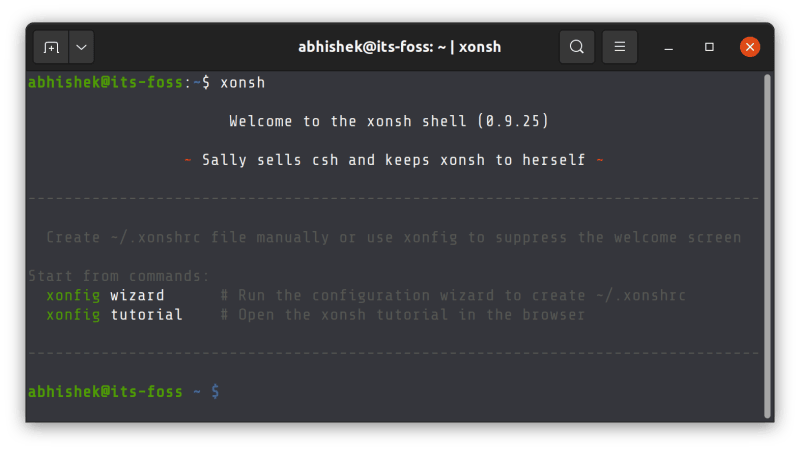 abhishek@its-foss: ~ | xonsh
abhishek@its-foss:~$ xonsh
Welcome to the xonsh shell (0.9.25)
~ Sally sells csh and keeps xonsh to herself ~
Create ~/.xonshrc file manually or use xonfig to suppress the welcome screen
Start from commands:
xonfig wizard # Run the configuration wizard to create ~/.xonshrc
xonfig tutorial # Open the xonsh tutorial in the browser
abhishek@its-foss ~ $